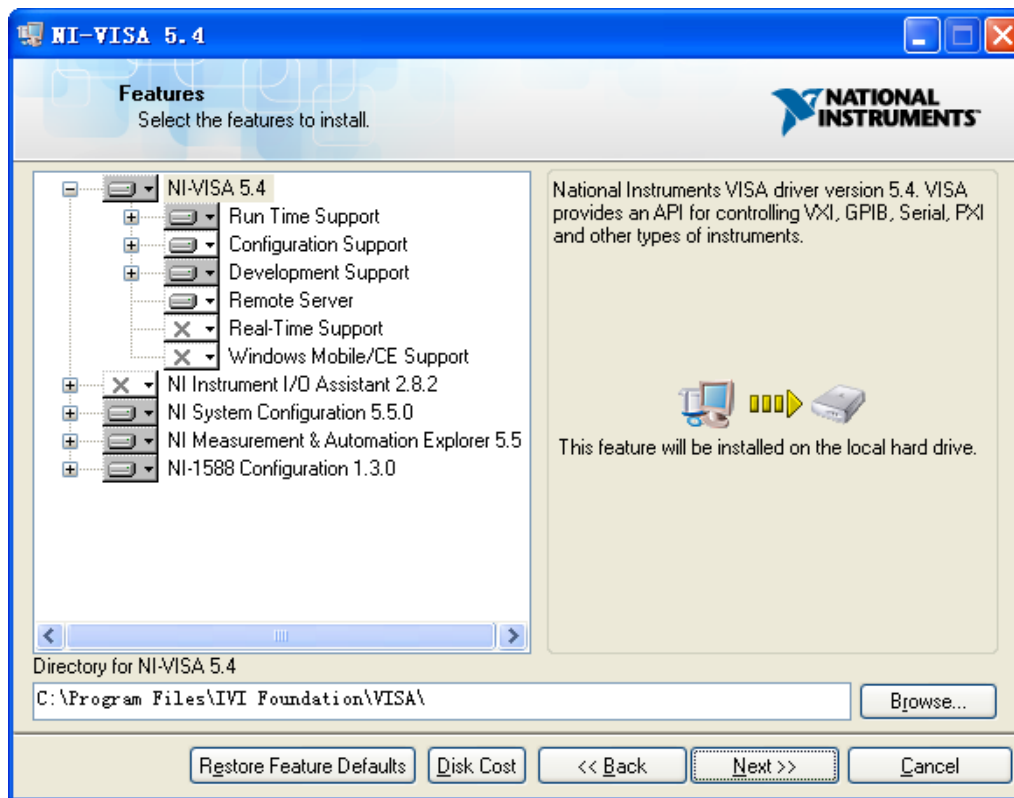 NI-VISA 5.4
Features
Select the features to install.
NATIONAL
INSTRUMENTS
NI-VISA 5.4
Run Time Support
Configuration Support
Development Support
Remote Server
Real-Time Support
Windows Mobile/CE Support
NI Instrument I/O Assistant 2.8.2
NI System Configuration 5.5.0
NI Measurement & Automation Explorer 5.5
NI-1588 Configuration 1.3.0
National Instruments VISA driver version 5.4. VISA
provides an API for controlling VXI, GPIB, Serial, PXI
and other types of instruments.
This feature will be installed on the local hard drive.
Directory for NI-VISA 5.4
C:\Program Files\IVI Foundation\VISA\
Browse...
Restore Feature Defaults
Disk Cost
<< Back
Next >>
Cancel